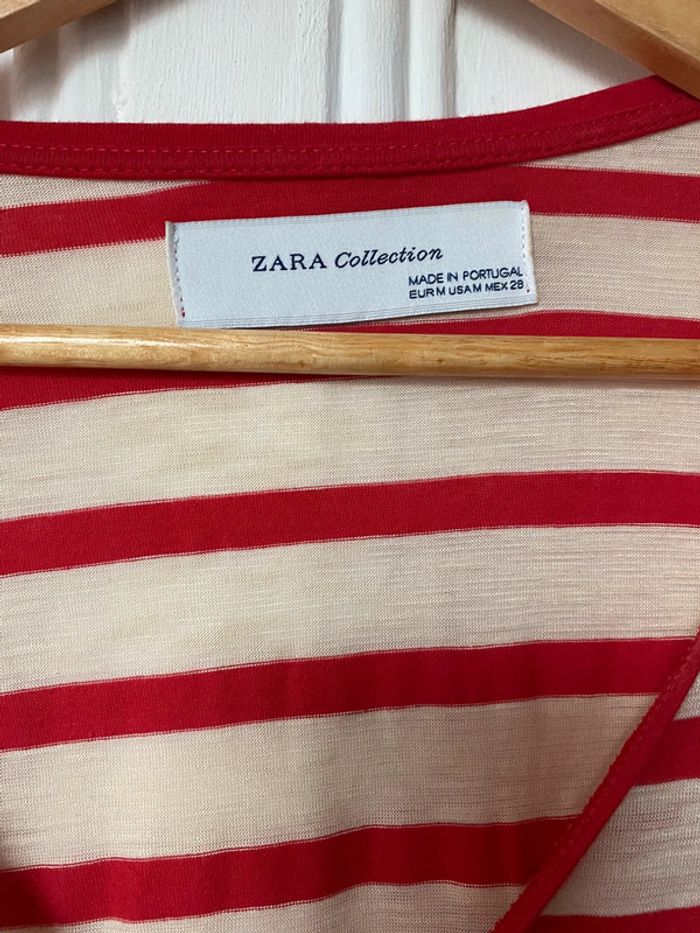 ZARA Collection
MADE IN PORTUGAL
EUR M USA M MEX 28